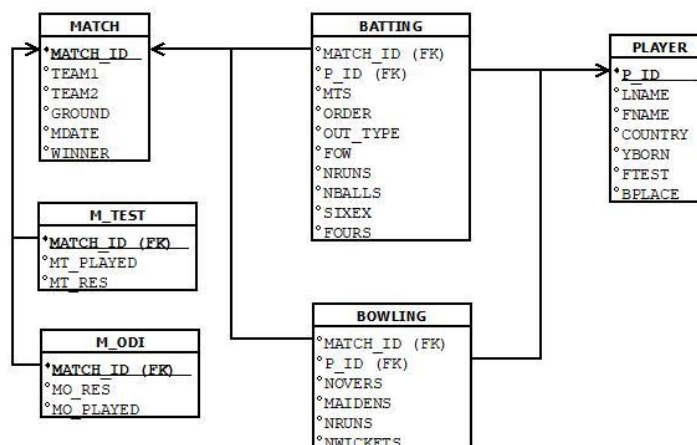 MATCH
MATCH_ID
TEAM1
TEAM2
GROUND
MDATE
WINNER
BATTING
MATCH_ID (FK)
P_ID (FK)
MTS
ORDER
OUT_TYPE
FOW
NRUNS
NBALLS
SIXEX
FOURS
PLAYER
P_ID
LNAME
FNAME
COUNTRY
YBORN
FTEST
BPLACE
M_TEST
MATCH_ID (FK)
MT_PLAYED
MT_RES
M_ODI
MATCH_ID (FK)
MO_RES
MO_PLAYED
BOWLING
MATCH_ID (FK)
P_ID (FK)
NOVERS
MAIDENS
NRUNS
NWICKETS